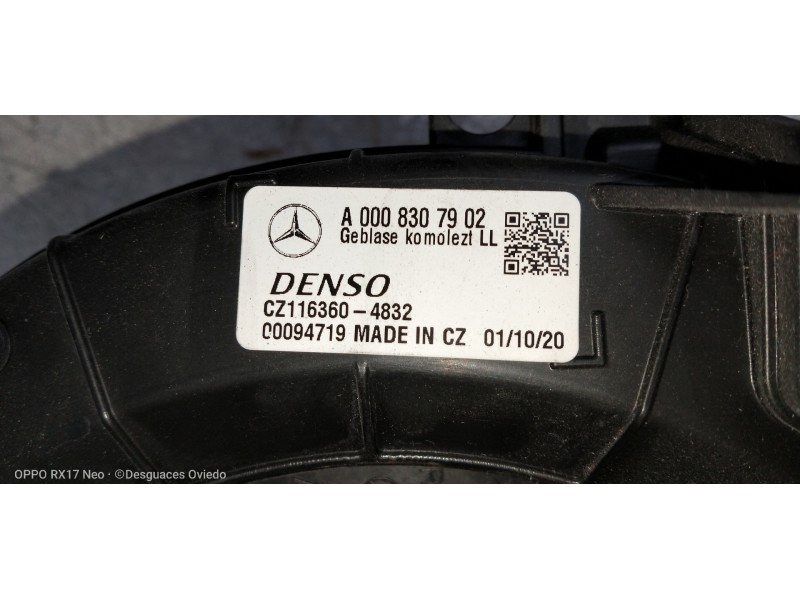 A 000 830 79 02
Geblase komolezt LL
DENSO
CZ116360-4832
00094719 MADE IN CZ 01/10/20
OPPO RX17 Neo · ©Desguaces Oviedo